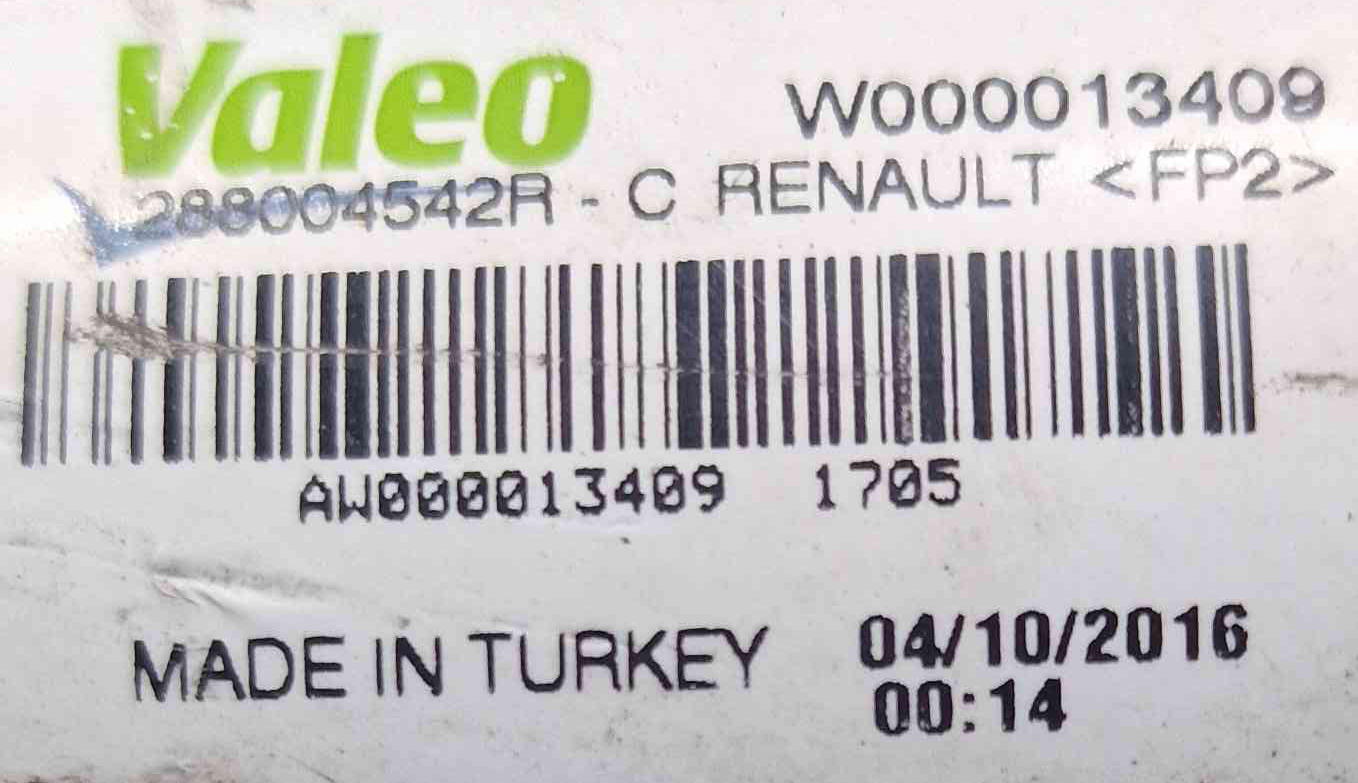 Valeo
W000013409
288004542R - C RENAULT <FP2>
AW000013409 1705
MADE IN TURKEY
04/10/2016
00:14